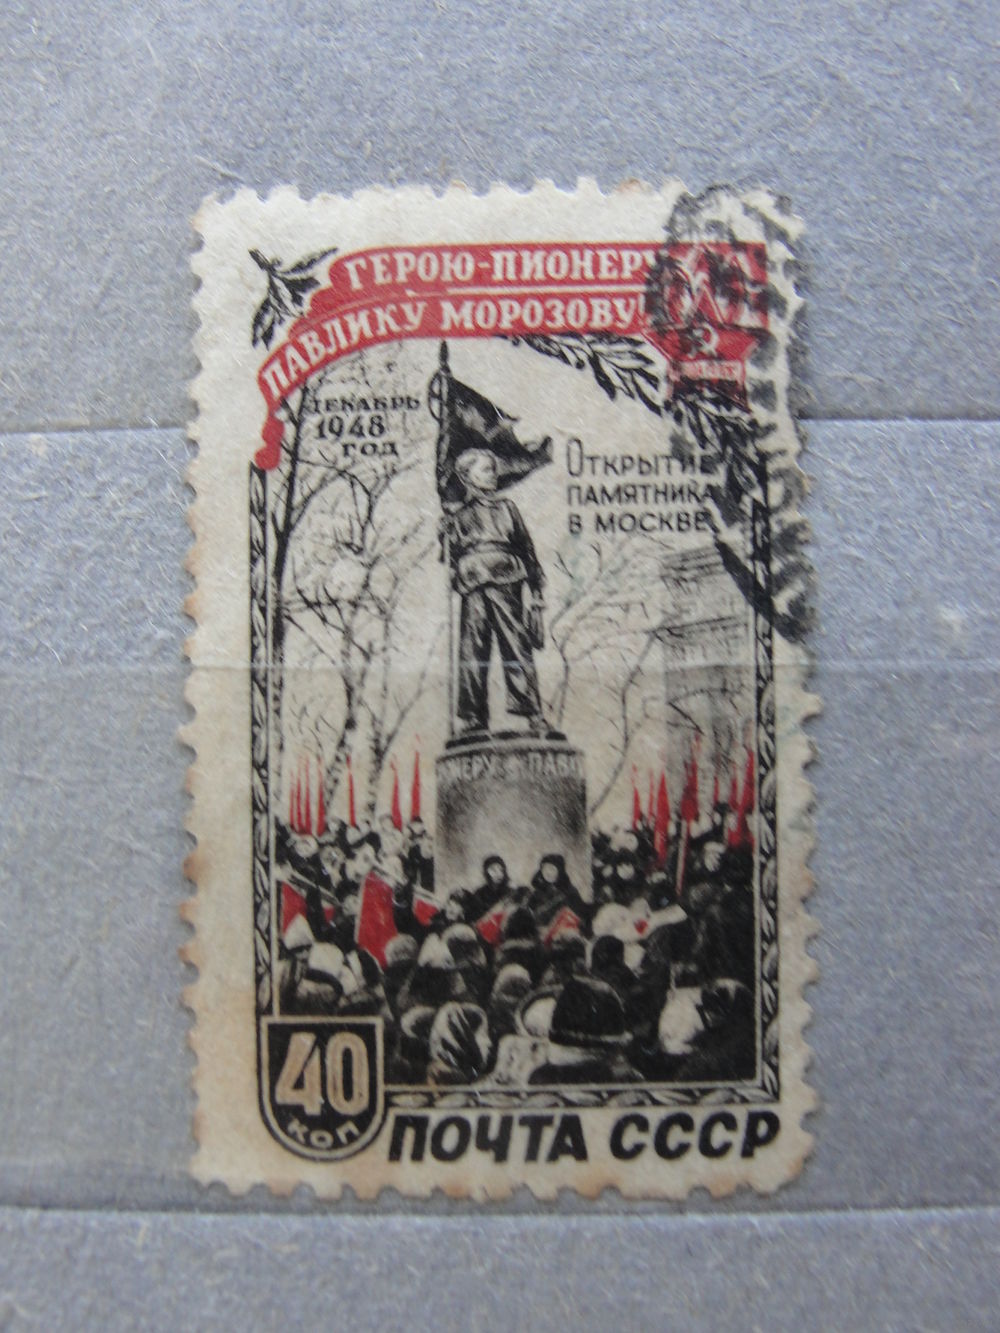 ГЕРОЮ-ПИОНЕРУ
ПАВЛИКУ МОРОЗОВУ
ДЕКАБРЬ
1948
ГОД
ОТКРЫТИЕ
ПАМЯТНИКА
В МОСКВЕ
40
КОП
ПОЧТА СССР